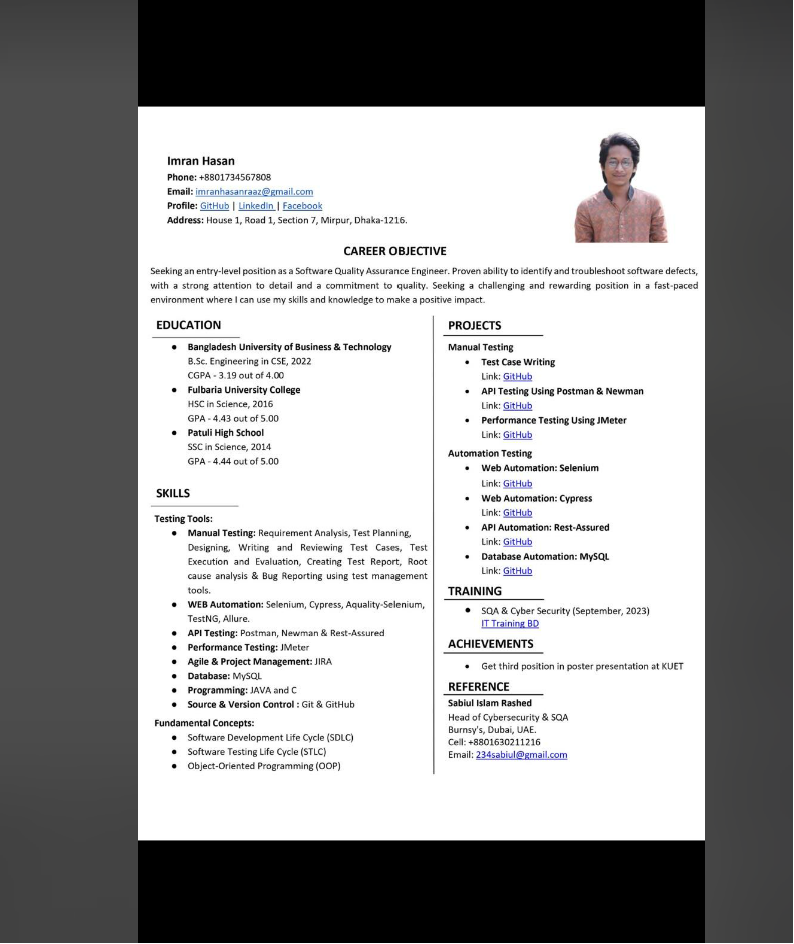 Imran Hasan
Phone: +8801734567808
Email: imranhasanraaz@gmail.com
Profile: GitHub | LinkedIn | Facebook
Address: House 1, Road 1, Section 7, Mirpur, Dhaka-1216.
CAREER OBJECTIVE
Seeking an entry-level position as a Software Quality Assurance Engineer. Proven ability to identify and troubleshoot software defects,
with a strong attention to detail and a commitment to quality. Seeking a challenging and rewarding position in a fast-paced
environment where I can use my skills and knowledge to make a positive impact.
EDUCATION
● Bangladesh University of Business & Technology
B.Sc. Engineering in CSE, 2022
CGPA - 3.19 out of 4.00
● Fulbaria University College
HSC in Science, 2016
GPA - 4.43 out of 5.00
● Patuli High School
SSC in Science, 2014
GPA - 4.44 out of 5.00
SKILLS
Testing Tools:
● Manual Testing: Requirement Analysis, Test Planning,
Designing, Writing and Reviewing Test Cases, Test
Execution and Evaluation, Creating Test Report, Root
cause analysis & Bug Reporting using test management
tools.
● WEB Automation: Selenium, Cypress, Aquality-Selenium,
TestNG, Allure.
● API Testing: Postman, Newman & Rest-Assured
● Performance Testing: JMeter
● Agile & Project Management: JIRA
● Database: MySQL
● Programming: JAVA and C
● Source & Version Control : Git & GitHub
Fundamental Concepts:
● Software Development Life Cycle (SDLC)
● Software Testing Life Cycle (STLC)
● Object-Oriented Programming (OOP)
PROJECTS
Manual Testing
• Test Case Writing
Link: GitHub
• API Testing Using Postman & Newman
Link: GitHub
• Performance Testing Using JMeter
Link: GitHub
Automation Testing
• Web Automation: Selenium
Link: GitHub
• Web Automation: Cypress
Link: GitHub
• API Automation: Rest-Assured
Link: GitHub
• Database Automation: MySQL
Link: GitHub
TRAINING
● SQA & Cyber Security (September, 2023)
IT Training BD
ACHIEVEMENTS
• Get third position in poster presentation at KUET
REFERENCE
Sabiul Islam Rashed
Head of Cybersecurity & SQA
Burnsy's, Dubai, UAE.
Cell: +8801630211216
Email: 234sabiul@gmail.com